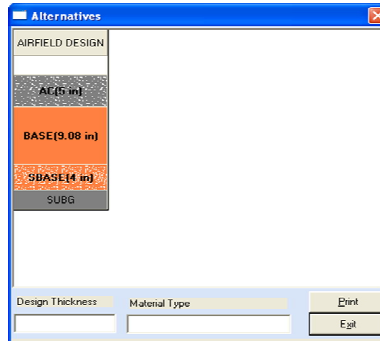 Alternatives
AIRFIELD DESIGN
AC(5 in)
BASE(9.08 in)
SBASE(4 in)
SUBG
Design Thickness
Material Type
Print
Exit